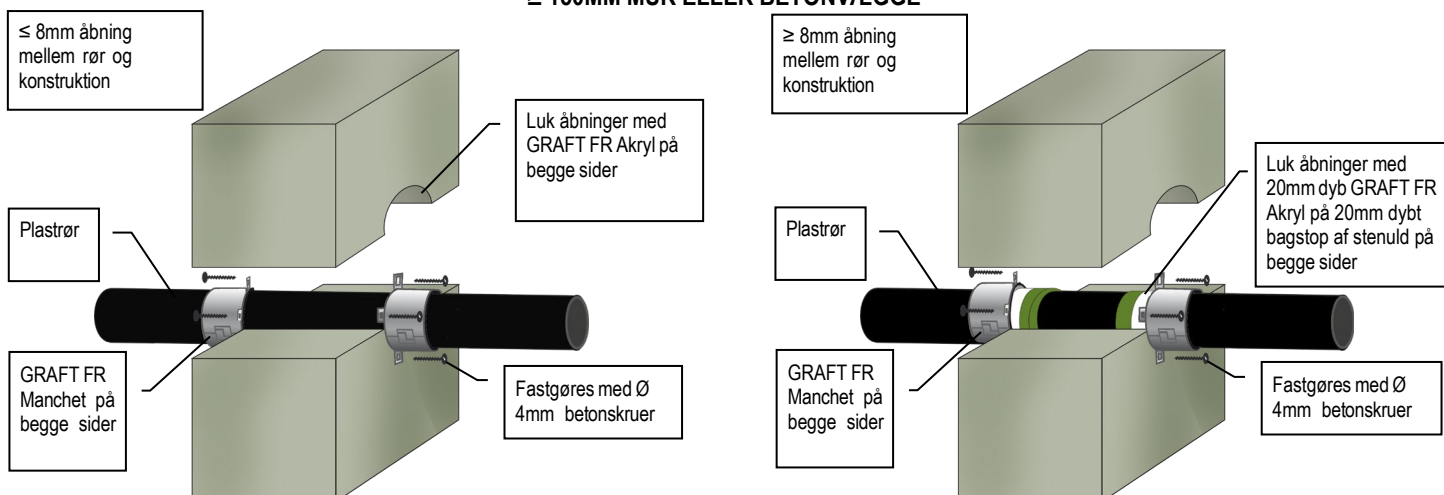 MUR ELLER BETONVÆGGE
≤ 8mm åbning
mellem rør og
konstruktion
Luk åbninger med
GRAFT FR Akryl på
begge sider
Plastrør
GRAFT FR
Manchet på
begge sider
Fastgøres med Ø
4mm betonskruer
≥ 8mm åbning
mellem rør og
konstruktion
Luk åbninger med
20mm dyb GRAFT FR
Akryl på 20mm dybt
bagstop af stenuld på
begge sider
Plastrør
GRAFT FR
Manchet på
begge sider
Fastgøres med Ø
4mm betonskruer